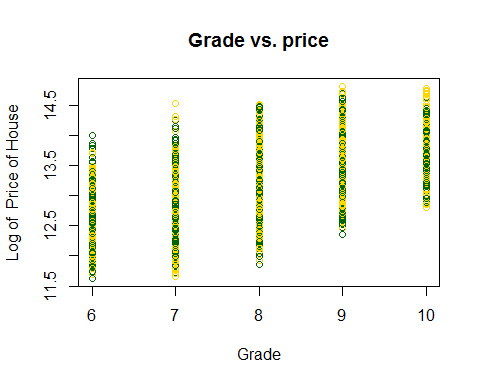 Grade vs. price
Log of Price of House
14.5
13.5
12.5
11.5
6 7 8 9 10
Grade